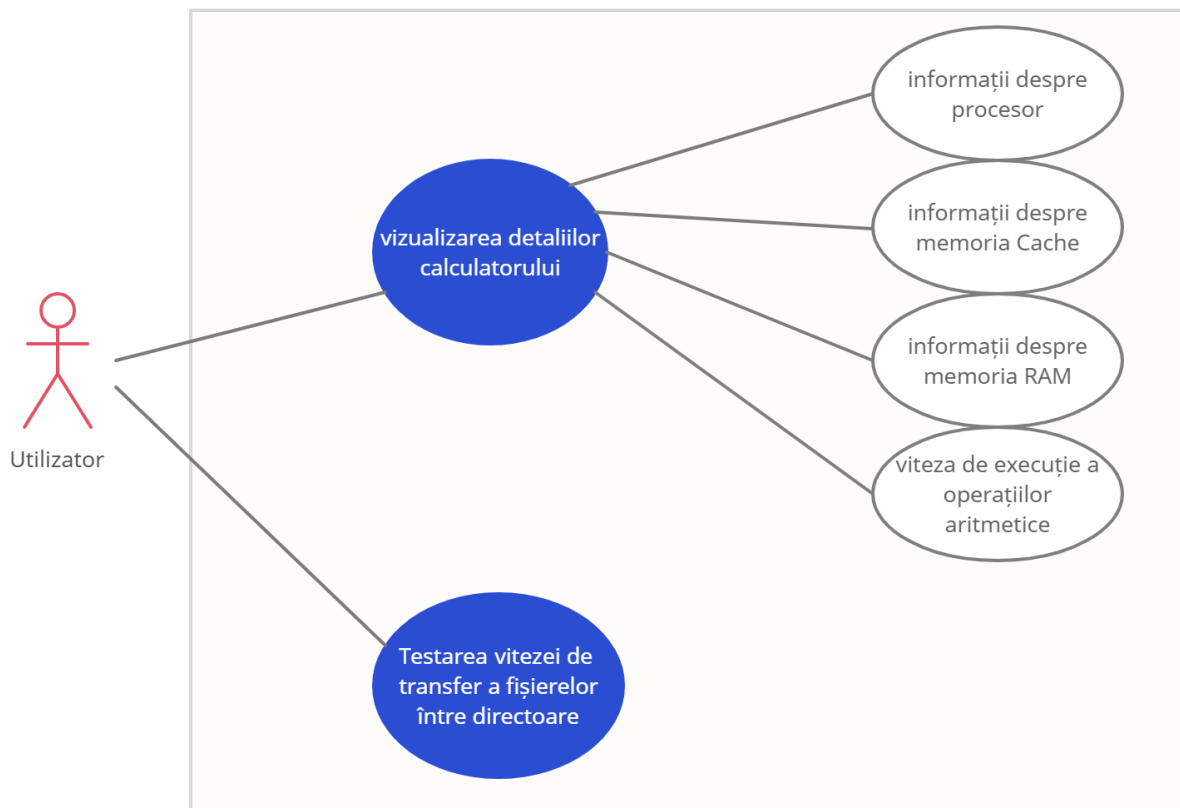 informații despre
procesor
vizualizarea detaliilor
calculatorului
informații despre
memoria Cache
informații despre
memoria RAM
viteza de execuție a
operațiilor
aritmetice
Utilizator
Testarea vitezei de
transfer a fișierelor
între directoare